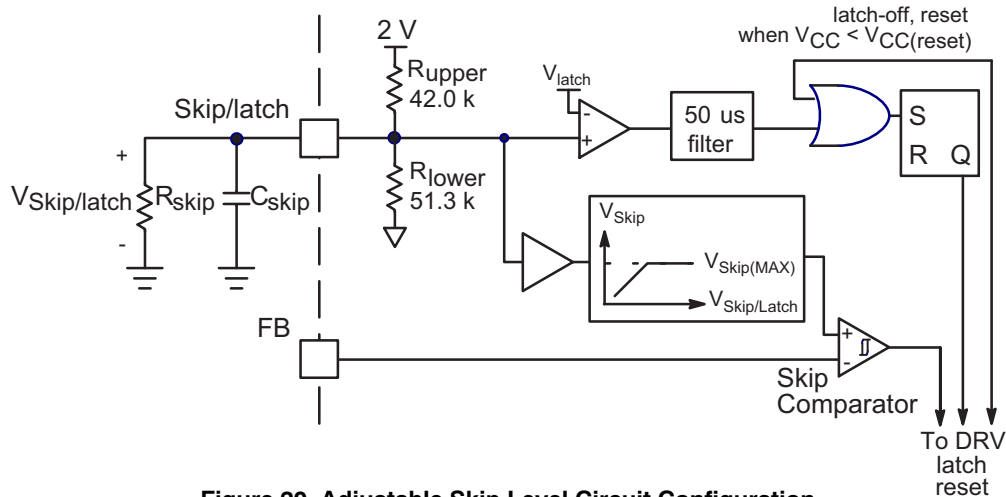 latch-off, reset
when VCC < VCC(reset)
2 V
Rupper
42.0 k
Vlatch
Skip/latch
-
+
50 us
filter
S
R Q
+
VSkip/latch
-
Rskip
Cskip
Rlower
51.3 k
VSkip
VSkip(MAX)
VSkip/Latch
FB
+
-
Skip
Comparator
To DRV
latch
reset
Figure 29. Adjustable Skip Level Circuit Configuration